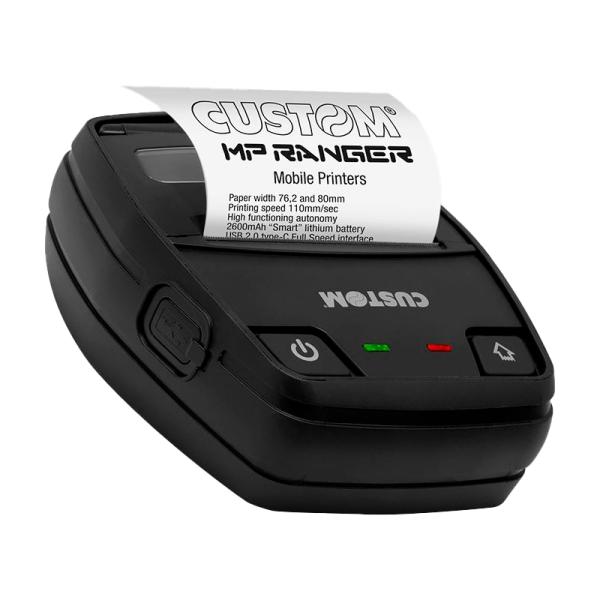 CUSTOM®
MP RANGER
Mobile Printers
Paper width 76,2 and 80mm
Printing speed 110mm/sec
High functioning autonomy
2600mAh "Smart" lithium battery
USB 2.0 type-C Full Speed interface
CUSTOM